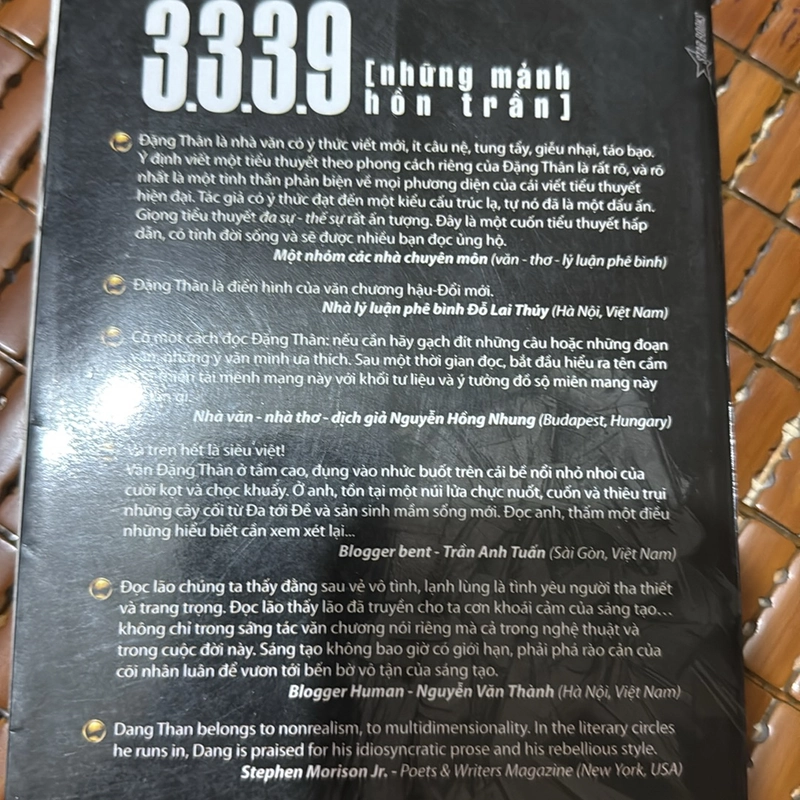 3.3.3.9
[những mảnh
hồn trần]
STAR BOOKS
Đặng Thân là nhà văn có ý thức viết mới, ít câu nệ, tung tẩy, giễu nhại, táo bạo.
Ý định viết một tiểu thuyết theo phong cách riêng của Đặng Thân là rất rõ, và rõ
nhất là một tinh thần phản biện về mọi phương diện của cái viết tiểu thuyết
hiện đại. Tác giả có ý thức đạt đến một kiểu cấu trúc lạ, tự nó đã là một dấu ấn.
Giọng tiểu thuyết đa sự - thế sự rất ấn tượng. Đây là một cuốn tiểu thuyết hấp
dẫn, có tình đời sống và sẽ được nhiều bạn đọc ủng hộ.
Một nhóm các nhà chuyên môn (văn - thơ - lý luận phê bình)
Đặng Thân là điển hình của văn chương hậu-Đổi mới.
Nhà lý luận phê bình Đỗ Lai Thúy (Hà Nội, Việt Nam)
Có một cách đọc Đặng Thân: nếu cần hãy gạch đít những câu hoặc những đoạn
văn, những ý văn mình ưa thích. Sau một thời gian đọc, bắt đầu hiểu ra tên cầm
tài mệnh mạng này với khối tư liệu và ý tưởng đồ sộ miên mang này
gì.
Nhà văn - nhà thơ - dịch giả Nguyễn Hồng Nhung (Budapest, Hungary)
Và trên hết là siêu việt!
Văn Đặng Thân ở tầm cao, đụng vào nhức buốt trên cái bề nổi nhỏ nhoi của
cười kọt và chọc khuấy. Ở anh, tồn tại một núi lửa chực nuốt, cuốn và thiêu trụi
những cây cối từ Đa tới Đề và sản sinh mầm sống mới. Đọc anh, thấm một điều
những hiểu biết cần xem xét lại...
Blogger bent - Trần Anh Tuấn (Sài Gòn, Việt Nam)
Đọc lão chúng ta thấy đằng sau vẻ vô tình, lạnh lùng là tình yêu người tha thiết
và trang trọng. Đọc lão thấy lão đã truyền cho ta cơn khoái cảm của sáng tạo...
không chỉ trong sáng tác văn chương nói riêng mà cả trong nghệ thuật và
trong cuộc đời này. Sáng tạo không bao giờ có giới hạn, phải phá rào cản của
cõi nhân luân để vươn tới bến bờ vô tận của sáng tạo.
Blogger Human - Nguyễn Văn Thành (Hà Nội, Việt Nam)
Dang Than belongs to nonrealism, to multidimensionality. In the literary circles
he runs in, Dang is praised for his idiosyncratic prose and his rebellious style.
Stephen Morison Jr. - Poets & Writers Magazine (New York, USA)